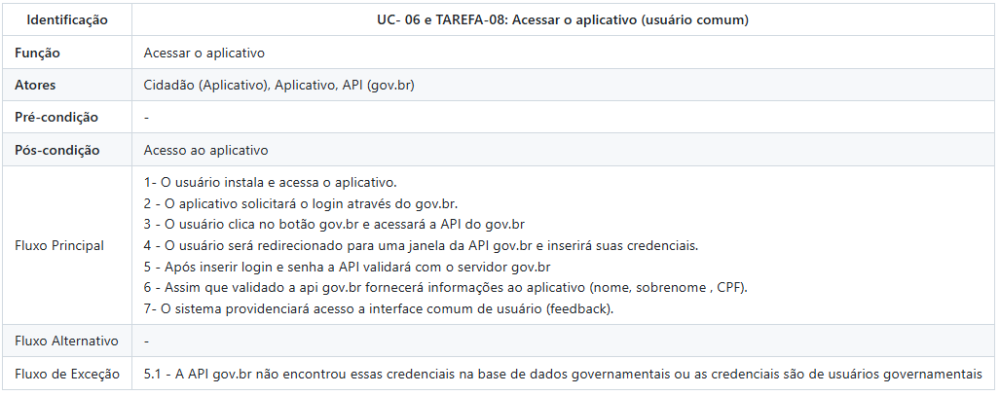 Identificação UC- 06 e TAREFA-08: Acessar o aplicativo (usuário comum)
Função Acessar o aplicativo
Atores Cidadão (Aplicativo), Aplicativo, API (gov.br)
Pré-condição -
Pós-condição Acesso ao aplicativo
Fluxo Principal
1- O usuário instala e acessa o aplicativo.
2 - O aplicativo solicitará o login através do gov.br.
3 - O usuário clica no botão gov.br e acessará a API do gov.br
4 - O usuário será redirecionado para uma janela da API gov.br e inserirá suas credenciais.
5 - Após inserir login e senha a API validará com o servidor gov.br
6 - Assim que validado a api gov.br fornecerá informações ao aplicativo (nome, sobrenome , CPF).
7- O sistema providenciará acesso a interface comum de usuário (feedback).
Fluxo Alternativo -
Fluxo de Exceção 5.1 - A API gov.br não encontrou essas credenciais na base de dados governamentais ou as credenciais são de usuários governamentais